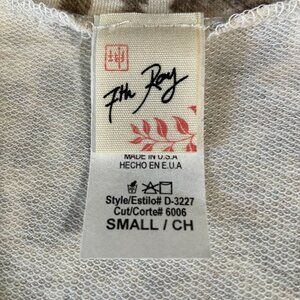 7th Ray
MADE IN U.S.A
HECHO EN E.U.A
Style/Estilo# D-3227
Cut/Corte# 6006
SMALL / CH